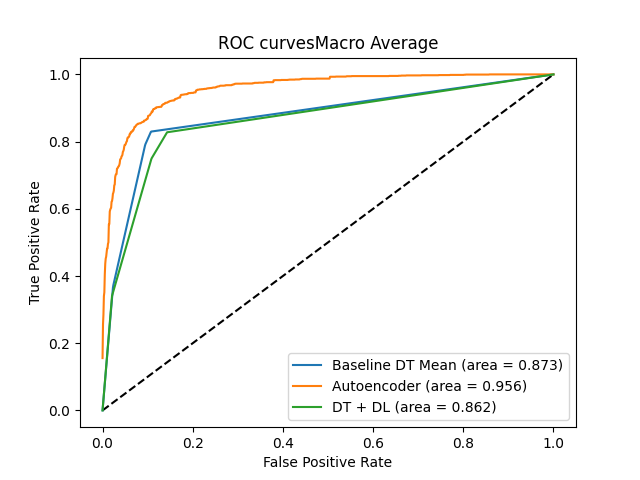 ROC curvesMacro Average
True Positive Rate
1.0
0.8
0.6
0.4
0.2
0.0
Baseline DT Mean (area = 0.873)
Autoencoder (area = 0.956)
DT + DL (area = 0.862)
0.0 0.2 0.4 0.6 0.8 1.0
False Positive Rate